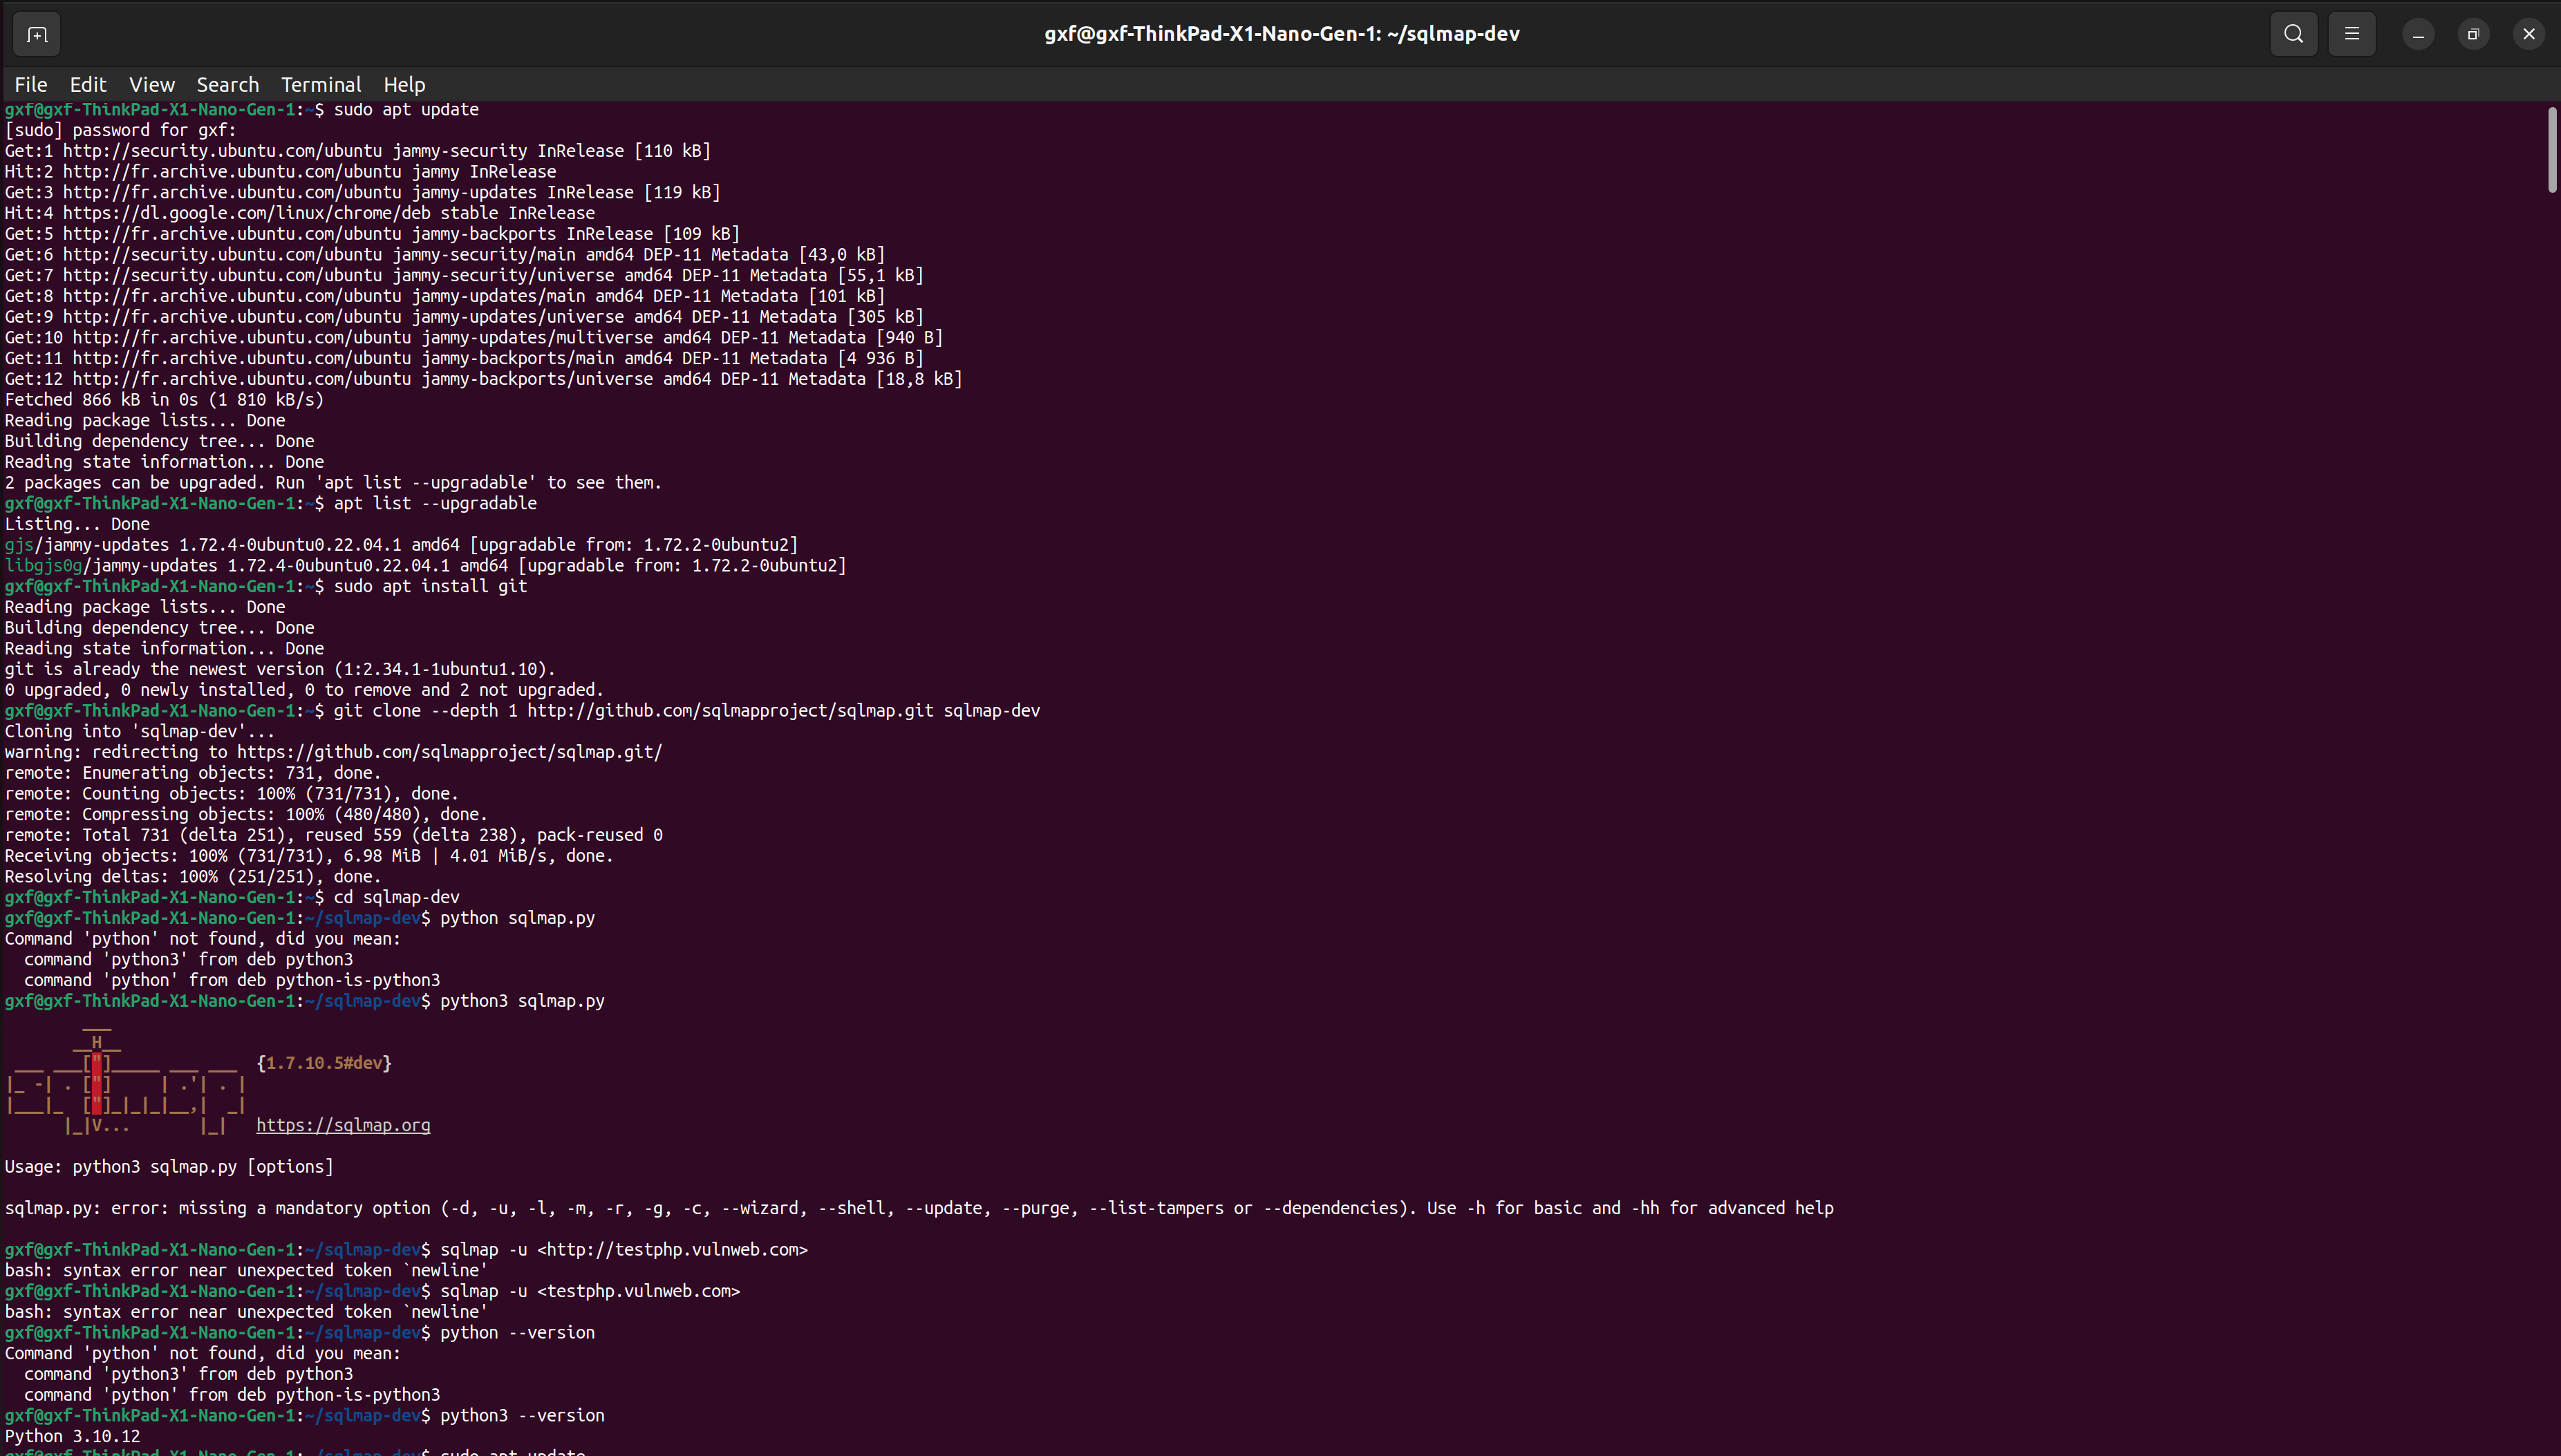 gxf@gxf-ThinkPad-X1-Nano-Gen-1: ~/sqlmap-dev
File Edit View Search Terminal Help
gxf@gxf-ThinkPad-X1-Nano-Gen-1:~$ sudo apt update
[sudo] password for gxf:
Get:1 http://security.ubuntu.com/ubuntu jammy-security InRelease [110 kB]
Hit:2 http://fr.archive.ubuntu.com/ubuntu jammy InRelease
Get:3 http://fr.archive.ubuntu.com/ubuntu jammy-updates InRelease [119 kB]
Hit:4 https://dl.google.com/linux/chrome/deb stable InRelease
Get:5 http://fr.archive.ubuntu.com/ubuntu jammy-backports InRelease [109 kB]
Get:6 http://security.ubuntu.com/ubuntu jammy-security/main amd64 DEP-11 Metadata [43,0 kB]
Get:7 http://security.ubuntu.com/ubuntu jammy-security/universe amd64 DEP-11 Metadata [55,1 kB]
Get:8 http://fr.archive.ubuntu.com/ubuntu jammy-updates/main amd64 DEP-11 Metadata [101 kB]
Get:9 http://fr.archive.ubuntu.com/ubuntu jammy-updates/universe amd64 DEP-11 Metadata [305 kB]
Get:10 http://fr.archive.ubuntu.com/ubuntu jammy-updates/multiverse amd64 DEP-11 Metadata [940 B]
Get:11 http://fr.archive.ubuntu.com/ubuntu jammy-backports/main amd64 DEP-11 Metadata [4 936 B]
Get:12 http://fr.archive.ubuntu.com/ubuntu jammy-backports/universe amd64 DEP-11 Metadata [18,8 kB]
Fetched 866 kB in 0s (1 810 kB/s)
Reading package lists... Done
Building dependency tree... Done
Reading state information... Done
2 packages can be upgraded. Run 'apt list --upgradable' to see them.
gxf@gxf-ThinkPad-X1-Nano-Gen-1:~$ apt list --upgradable
Listing... Done
gjs/jammy-updates 1.72.4-0ubuntu0.22.04.1 amd64 [upgradable from: 1.72.2-0ubuntu2]
libgjs0g/jammy-updates 1.72.4-0ubuntu0.22.04.1 amd64 [upgradable from: 1.72.2-0ubuntu2]
gxf@gxf-ThinkPad-X1-Nano-Gen-1:~$ sudo apt install git
Reading package lists... Done
Building dependency tree... Done
Reading state information... Done
git is already the newest version (1:2.34.1-1ubuntu1.10).
0 upgraded, 0 newly installed, 0 to remove and 2 not upgraded.
gxf@gxf-ThinkPad-X1-Nano-Gen-1:~$ git clone --depth 1 http://github.com/sqlmapproject/sqlmap.git sqlmap-dev
Cloning into 'sqlmap-dev'...
warning: redirecting to https://github.com/sqlmapproject/sqlmap.git/
remote: Enumerating objects: 731, done.
remote: Counting objects: 100% (731/731), done.
remote: Compressing objects: 100% (480/480), done.
remote: Total 731 (delta 251), reused 559 (delta 238), pack-reused 0
Receiving objects: 100% (731/731), 6.98 MiB | 4.01 MiB/s, done.
Resolving deltas: 100% (251/251), done.
gxf@gxf-ThinkPad-X1-Nano-Gen-1:~$ cd sqlmap-dev
gxf@gxf-ThinkPad-X1-Nano-Gen-1:~/sqlmap-dev$ python sqlmap.py
Command 'python' not found, did you mean:
  command 'python3' from deb python3
  command 'python' from deb python-is-python3
gxf@gxf-ThinkPad-X1-Nano-Gen-1:~/sqlmap-dev$ python3 sqlmap.py
        ___
       __H__
 ___ ___["]_____ ___ ___  {1.7.10.5#dev}
|_ -| . ["]     | .'| . |
|___|_  ["]_|_|_|__,|  _|
      |_|V...       |_|   https://sqlmap.org
Usage: python3 sqlmap.py [options]
sqlmap.py: error: missing a mandatory option (-d, -u, -l, -m, -r, -g, -c, --wizard, --shell, --update, --purge, --list-tampers or --dependencies). Use -h for basic and -hh for advanced help
gxf@gxf-ThinkPad-X1-Nano-Gen-1:~/sqlmap-dev$ sqlmap -u <http://testphp.vulnweb.com>
bash: syntax error near unexpected token `newline'
gxf@gxf-ThinkPad-X1-Nano-Gen-1:~/sqlmap-dev$ sqlmap -u <testphp.vulnweb.com>
bash: syntax error near unexpected token `newline'
gxf@gxf-ThinkPad-X1-Nano-Gen-1:~/sqlmap-dev$ python --version
Command 'python' not found, did you mean:
  command 'python3' from deb python3
  command 'python' from deb python-is-python3
gxf@gxf-ThinkPad-X1-Nano-Gen-1:~/sqlmap-dev$ python3 --version
Python 3.10.12
gxf@gxf-ThinkPad-X1-Nano-Gen-1:~/sqlmap-dev$ sudo apt update